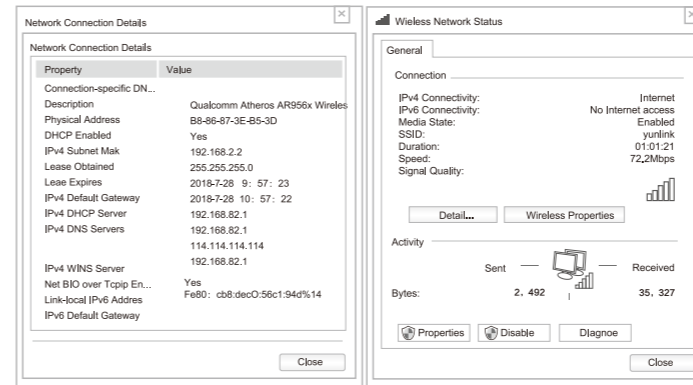 Network Connection Details
Network Connection Details
Property Value
Connection-specific DN...
Description Qualcomm Atheros AR956x Wireles
Physical Address B8-86-87-3E-B5-3D
DHCP Enabled Yes
IPv4 Subnet Mak 192.168.2.2
Lease Obtained 255.255.255.0
Leae Expires 2018-7-28 9: 57: 23
IPv4 Default Gateway 2018-7-28 10: 57: 22
IPv4 DHCP Server 192.168.82.1
IPv4 DNS Servers 192.168.82.1
114.114.114.114
192.168.82.1
IPv4 WINS Server
Net BIO over Tcpip En... Yes
Link-local IPv6 Addres Fe80: cb8:decO:56c1:94d%14
IPv6 Default Gateway
Close
Wieless Network Status
General
Connection
IPv4 Connectivity: Internet
IPv6 Connectivity: No Internet access
Media State: Enabled
SSID: yunlink
Duration: 01:01:21
Speed: 72.2Mbps
Signal Quality:
Detail... Wireless Properties
Activity
Sent Received
Bytes: 2, 492 35, 327
Properties Disable Dlagnoe
Close